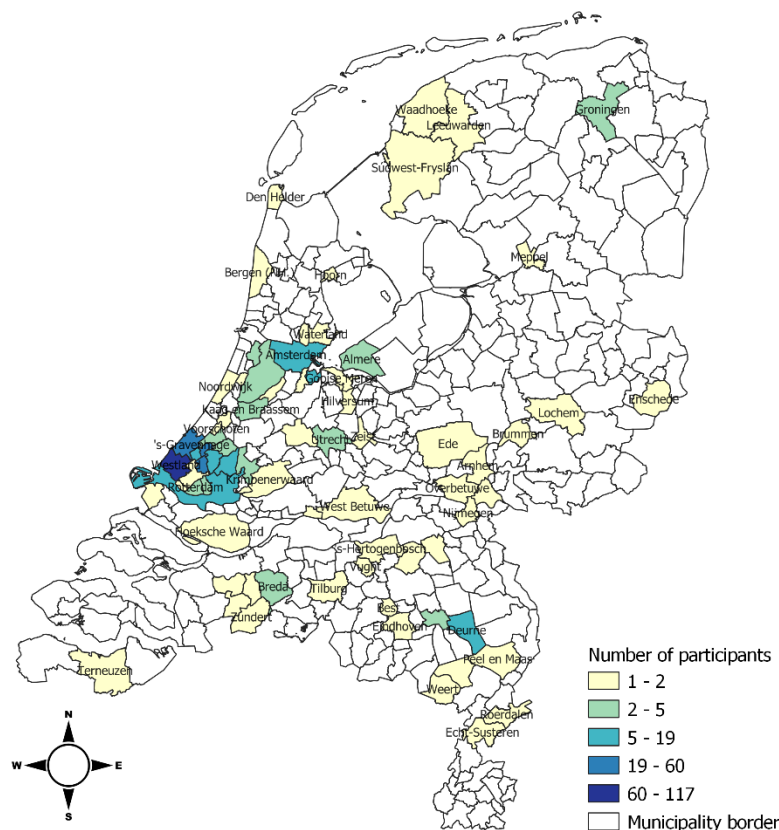 Waadhoeke
Leeuwarden
Groningen
Súdwest-Fryslân
Den Helder
Meppel
Bergen (NH.)
Hoorn
Waterland
Amsterdam
Almere
Gooise Meren
Noordwijk
Hilversum
Kaag en Braassem
Enschede
Lochem
Voorschoten
Utrecht
Zeist
Brummen
's-Gravenhage
Ede
Westland
Arnhem
Krimpenerwaard
Rotterdam
Overbetuwe
West Betuwe
Nijmegen
Hoeksche Waard
's-Hertogenbosch
Vught
Breda
Tilburg
Best
Zundert
Eindhoven
Deurne
Peel en Maas
Terneuzen
Weert
Roerdalen
Echt-Susteren
Number of participants
1 - 2
2 - 5
5 - 19
19 - 60
60 - 117
Municipality border
N
W E
S